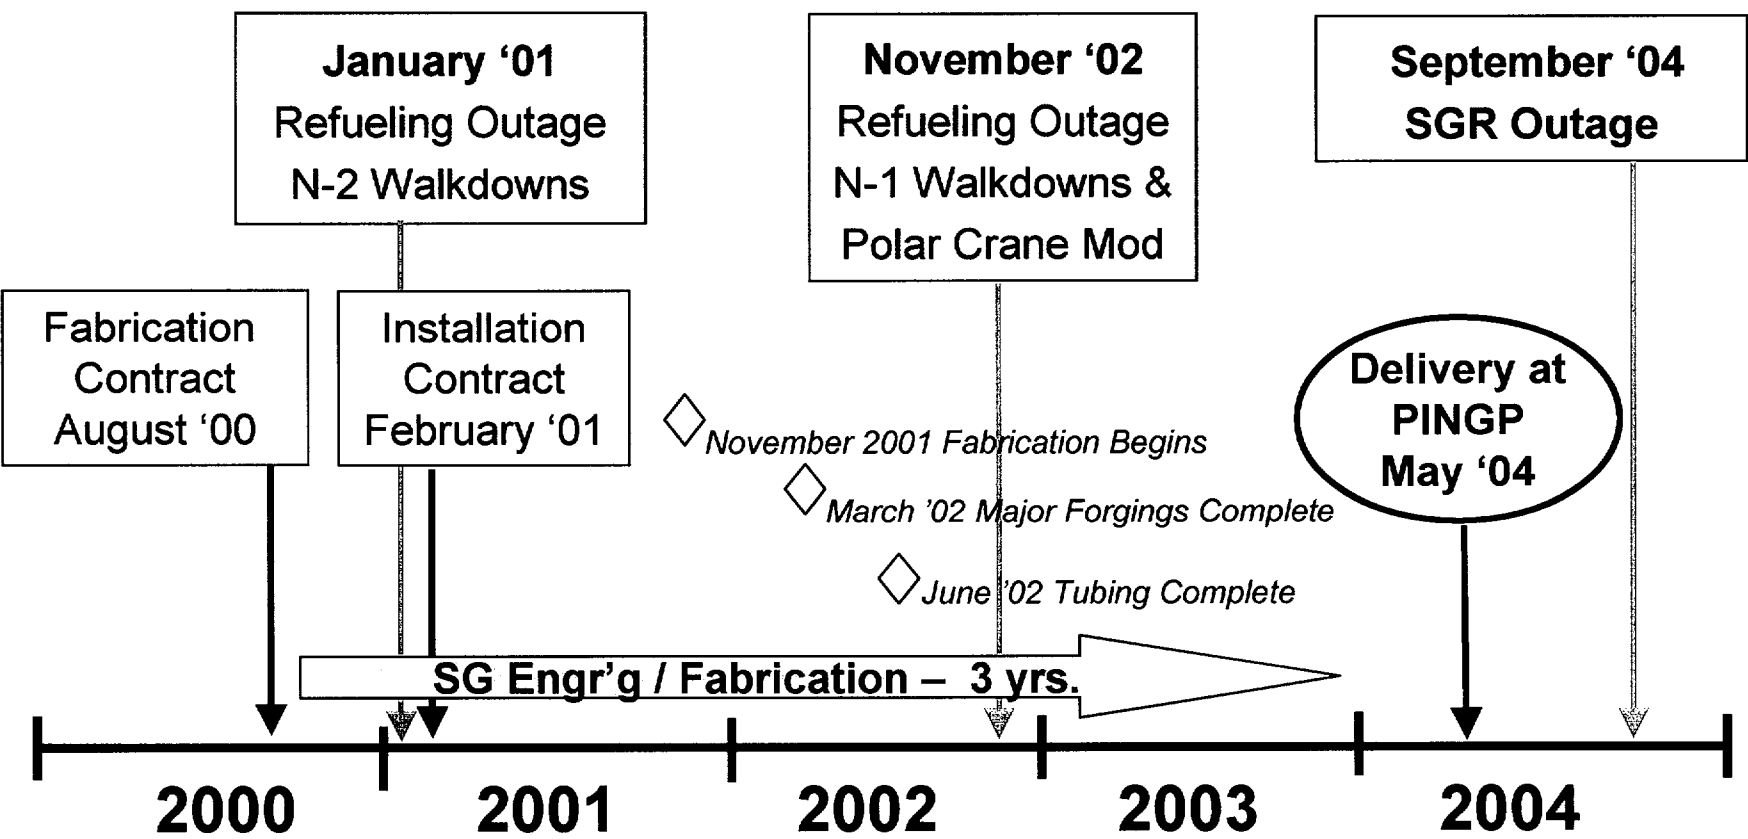 January ‘01
Refueling Outage
N-2 Walkdowns
November ‘02
Refueling Outage
N-1 Walkdowns &
Polar Crane Mod
September ‘04
SGR Outage
Fabrication
Contract
August ‘00
Installation
Contract
February ‘01
Delivery at
PINGP
May ‘04
November 2001 Fabrication Begins
March ’02 Major Forgings Complete
June ’02 Tubing Complete
SG Engr’g / Fabrication – 3 yrs.
2000 2001 2002 2003 2004